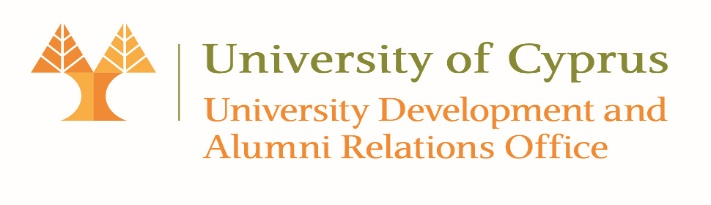 University of Cyprus
University Development and
Alumni Relations Office